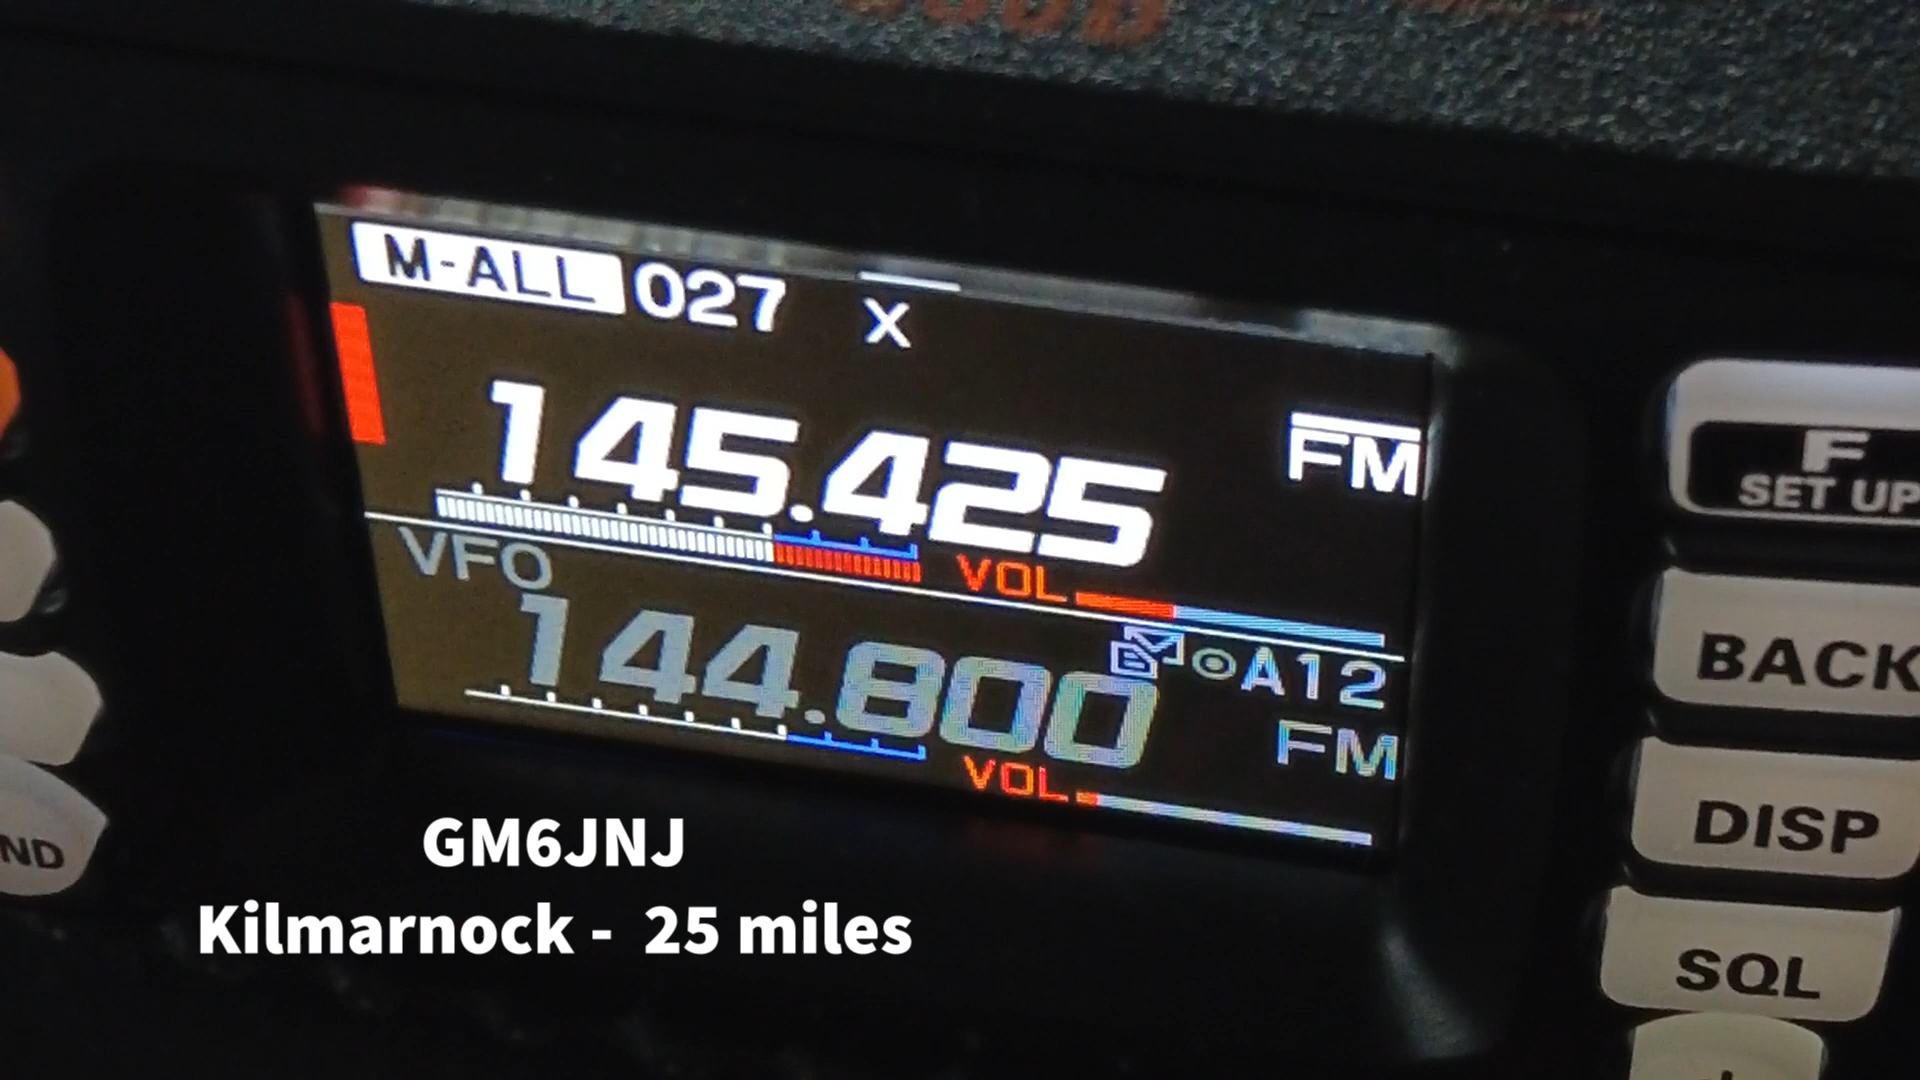 M-ALL 027 X
145.425 FM
VOL
VFO
A12
144.800 FM
VOL
F
SET UP
BACK
DISP
SQL
ND
GM6JNJ
Kilmarnock - 25 miles